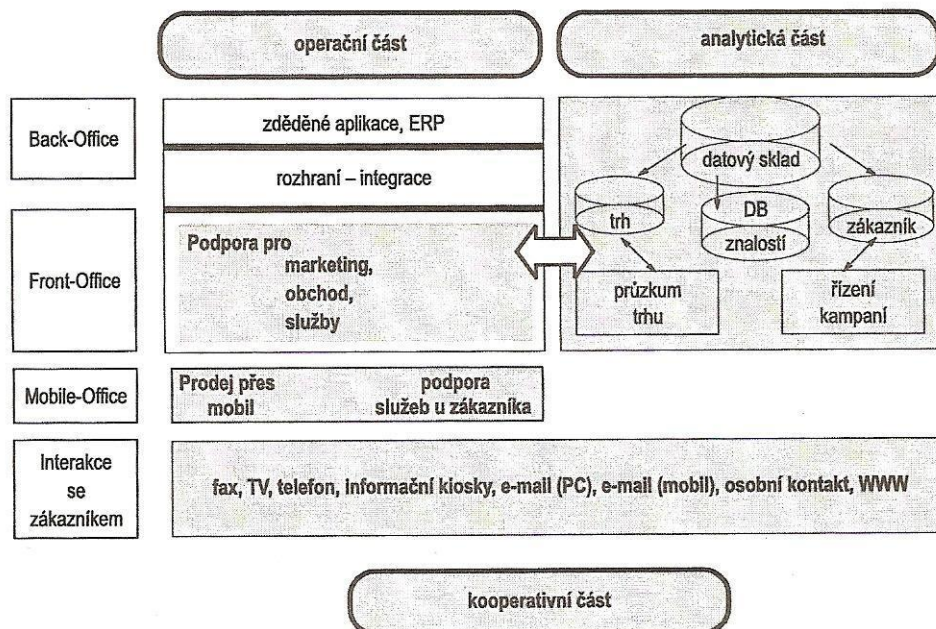 operační část
analytická část
Back-Office
zděděné aplikace, ERP
rozhraní – integrace
datový sklad
trh
DB
znalostí
zákazník
Front-Office
Podpora pro
marketing,
obchod,
služby
průzkum
trhu
řízení
kampaní
Mobile-Office
Prodej přes
mobil
podpora
služeb u zákazníka
Interakce
se
zákazníkem
fax, TV, telefon, informační kiosky, e-mail (PC), e-mail (mobil), osobní kontakt, WWW
kooperativní část